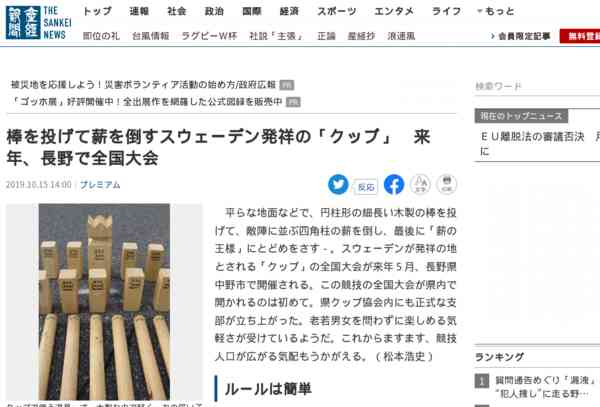 産經新聞
THE SANKEI NEWS
トップ 速報 社会 政治 国際 経済 スポーツ エンタメ ライフ もっと
即位の礼 台風情報 ラグビーW杯 社説「主張」 正論 産経抄 浪速風
会員限定記事 無料会員
被災地を応援しよう！災害ボランティア活動の始め方/政府広報 PR
「ゴッホ展」好評開催中！全出展作を網羅した公式図録を販売中 PR
検索ワード
現在のトップニュース
ＥＵ離脱法の審議否決
に
棒を投げて薪を倒すスウェーデン発祥の「クップ」　来
年、長野で全国大会
2019.10.15 14:00 プレミアム
反応
文字
印刷
平らな地面などで、円柱形の細長い木製の棒を投
げて、敵陣に並ぶ四角柱の薪を倒し、最後に「薪の
王様」にとどめをさす－。スウェーデンが発祥の地
とされる「クップ」の全国大会が来年５月、長野県
中野市で開催される。この競技の全国大会が県内で
開かれるのは初めて。県クップ協会内にも正式な支
部が立ち上がった。老若男女を問わずに楽しめる気
軽さが受けているようだ。これからますます、競技
人口が広がる気配もうかがえる。（松本浩史）
ルールは簡単
ランキング
1 質問通告めぐり「漏洩」
“犯人捜し”に走る野…